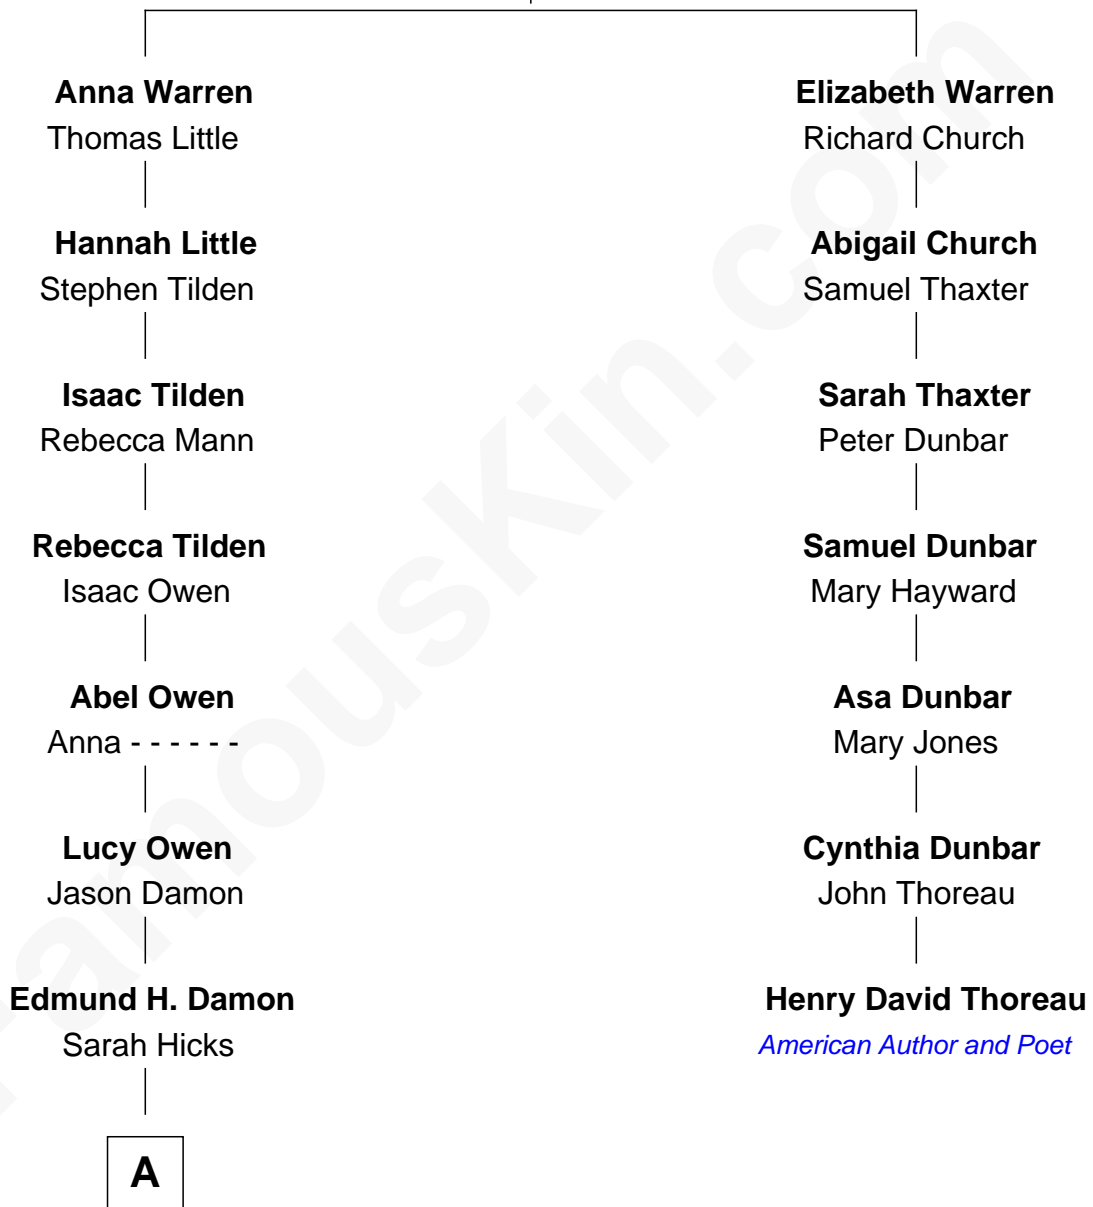 Anna Warren
Thomas Little
Hannah Little
Stephen Tilden
Isaac Tilden
Rebecca Mann
Rebecca Tilden
Isaac Owen
Abel Owen
Anna - - - - - -
Lucy Owen
Jason Damon
Edmund H. Damon
Sarah Hicks
A
Elizabeth Warren
Richard Church
Abigail Church
Samuel Thaxter
Sarah Thaxter
Peter Dunbar
Samuel Dunbar
Mary Hayward
Asa Dunbar
Mary Jones
Cynthia Dunbar
John Thoreau
Henry David Thoreau
American Author and Poet
FamousKin.com